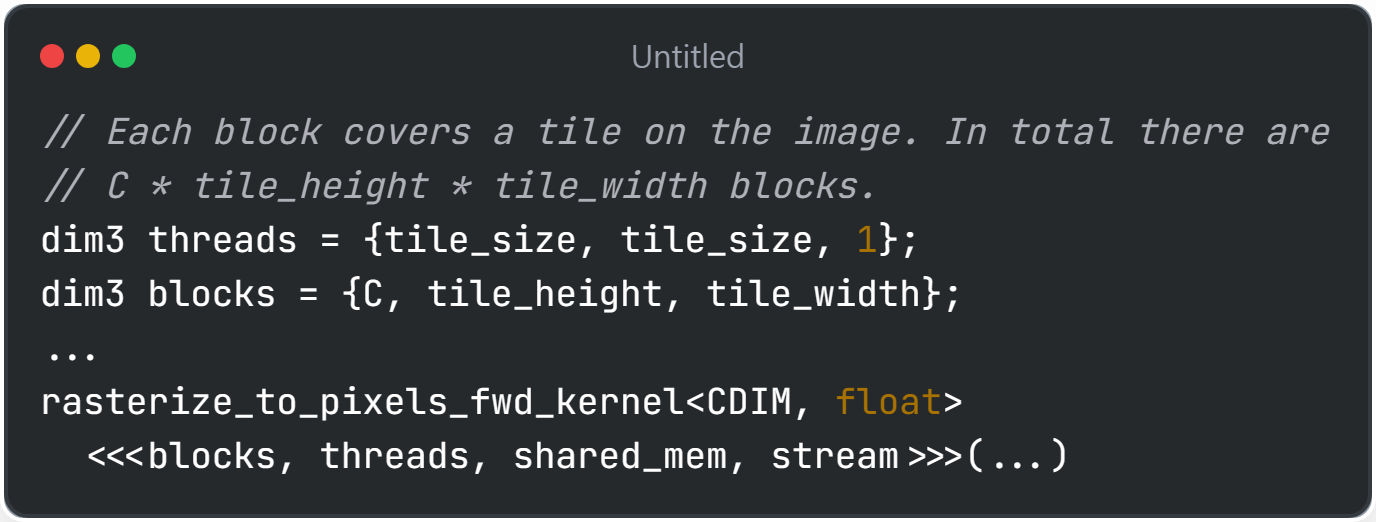 Untitled
// Each block covers a tile on the image. In total there are
// C * tile_height * tile_width blocks.
dim3 threads = {tile_size, tile_size, 1};
dim3 blocks = {C, tile_height, tile_width};
...
rasterize_to_pixels_fwd_kernel<CDIM, float>
  <<<blocks, threads, shared_mem, stream>>>(...)